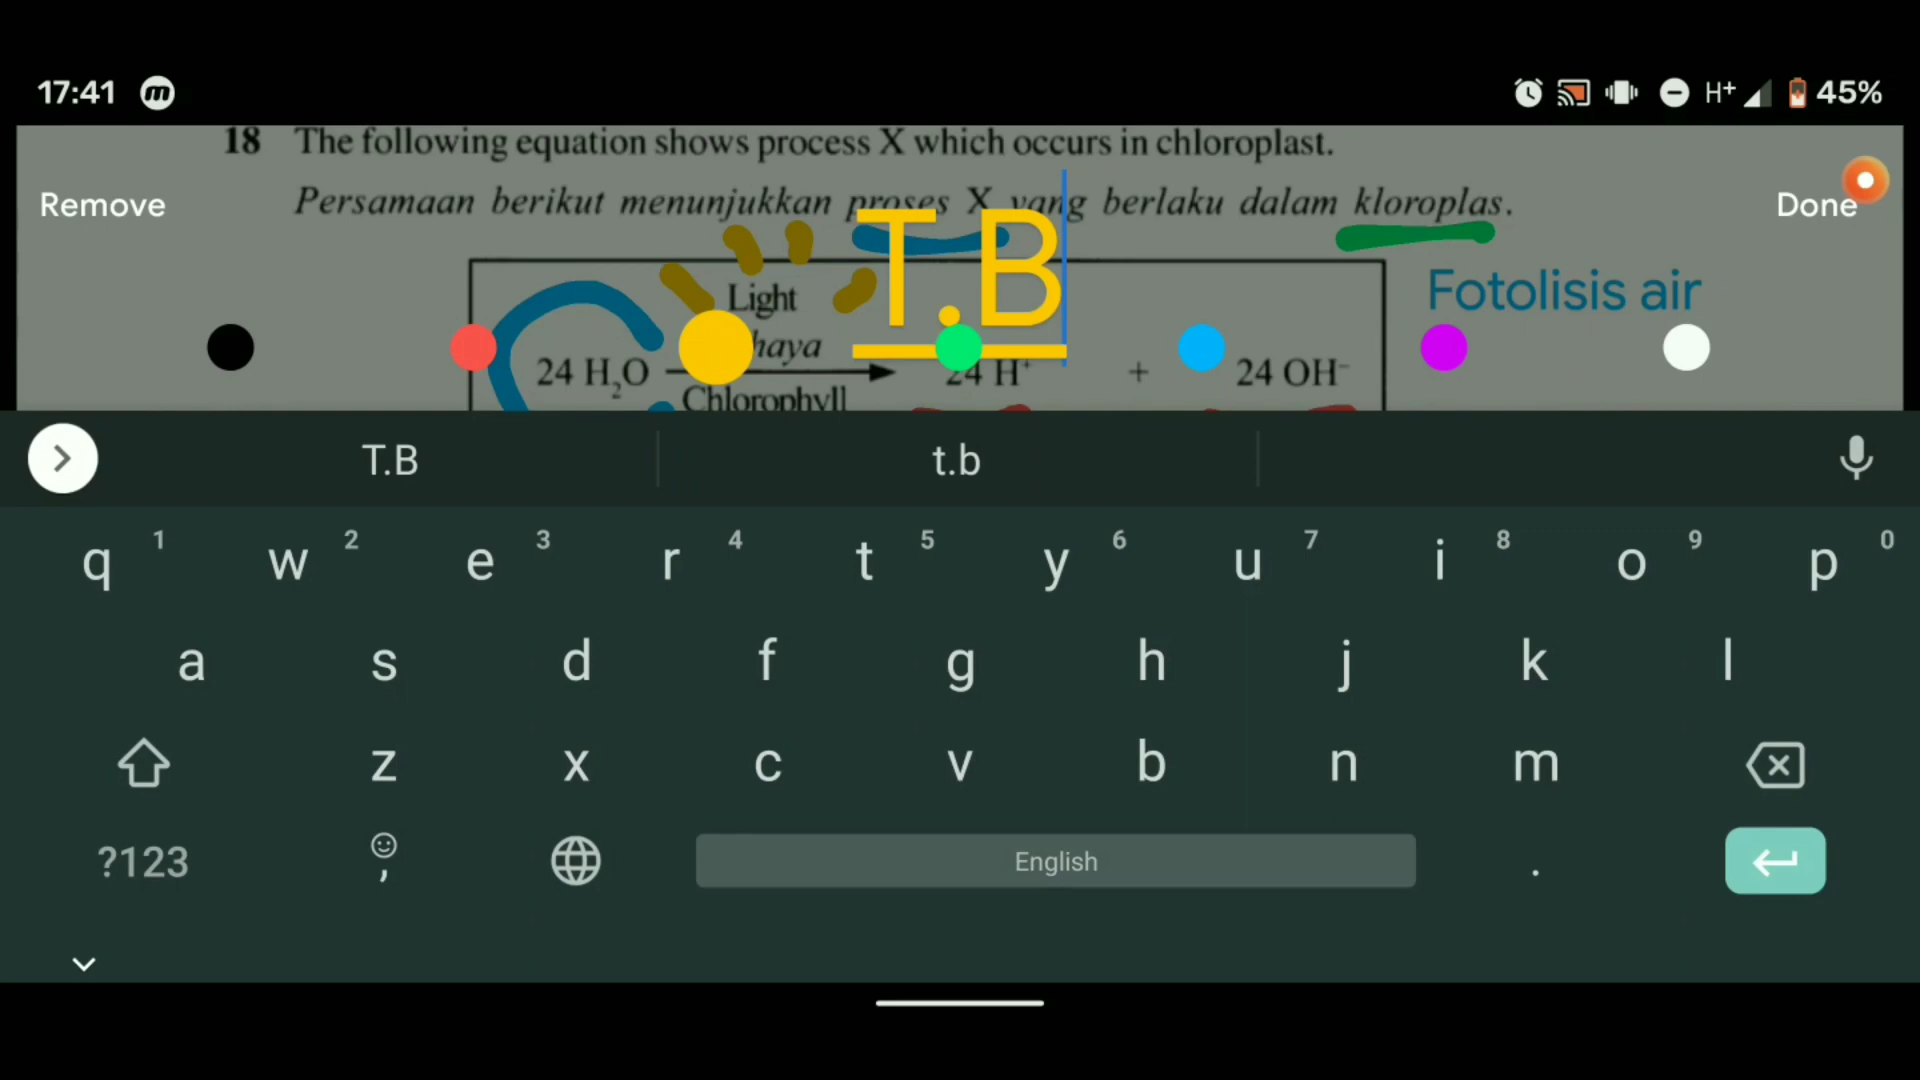 17:41 H+ 45%
18 The following equation shows process X which occurs in chloroplast.
Remove Persamaan berikut menunjukkan proses X yang berlaku dalam kloroplas. Done
T.B
Light
Fotolisis air
haya
24 H₂O 24 H⁺ + 24 OH⁻
Chlorophyll
T.B t.b
q 1 w 2 e 3 r 4 t 5 y 6 u 7 i 8 o 9 p 0
a s d f g h j k l
z x c v b n m
?123 , English .